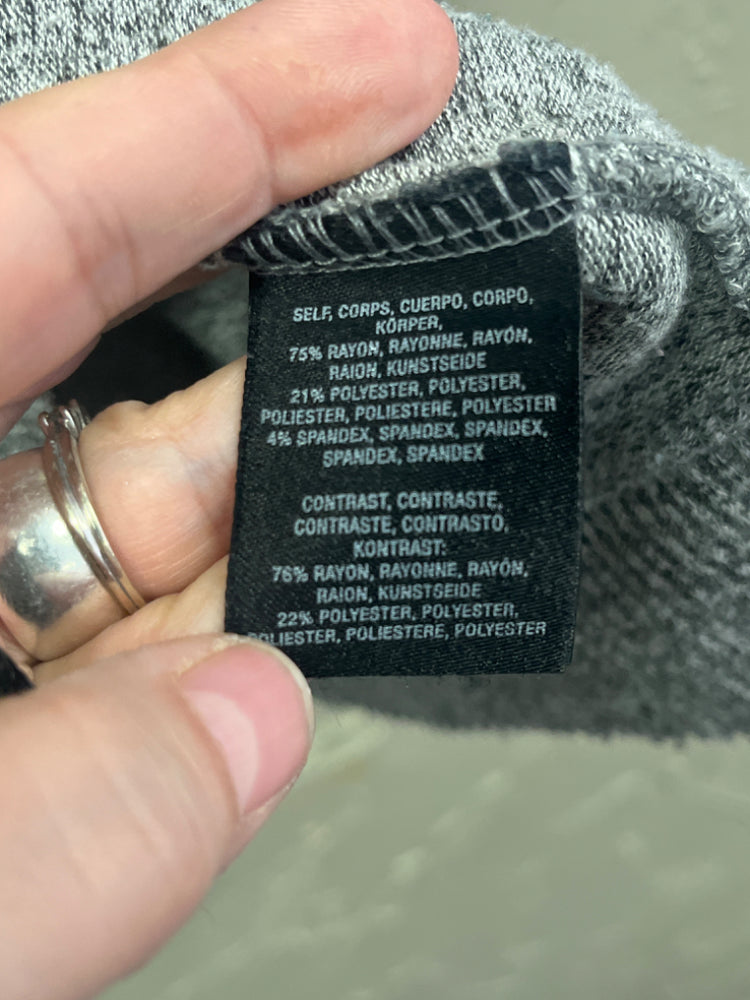 SELF, CORPS, CUERPO, CORPO,
KÖRPER,
75% RAYON, RAYONNE, RAYÓN,
RAION, KUNSTSEIDE
21% POLYESTER, POLYESTER,
POLIESTER, POLIESTERE, POLYESTER
4% SPANDEX, SPANDEX, SPANDEX,
SPANDEX, SPANDEX
CONTRAST, CONTRASTE,
CONTRASTE, CONTRASTO,
KONTRAST:
76% RAYON, RAYONNE, RAYÓN,
RAION, KUNSTSEIDE
22% POLYESTER, POLYESTER,
POLIESTER, POLIESTERE, POLYESTER